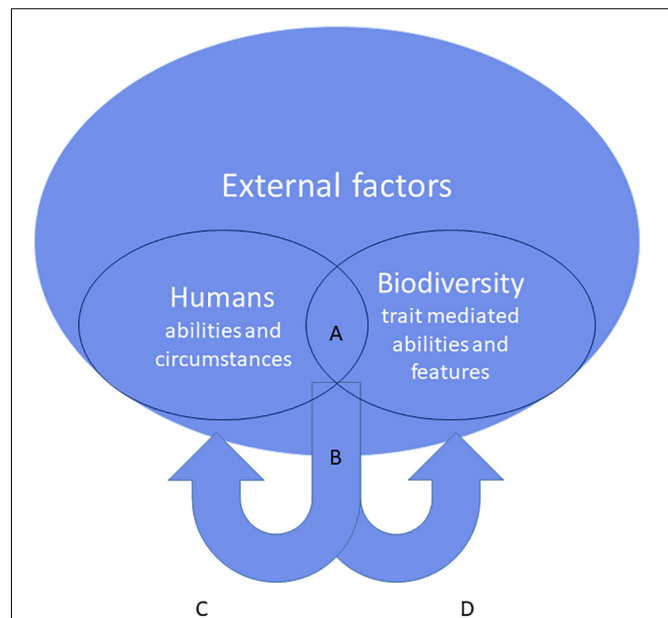 External factors
Humans
abilities and
circumstances
A
Biodiversity
trait mediated
abilities and
features
B
C
D